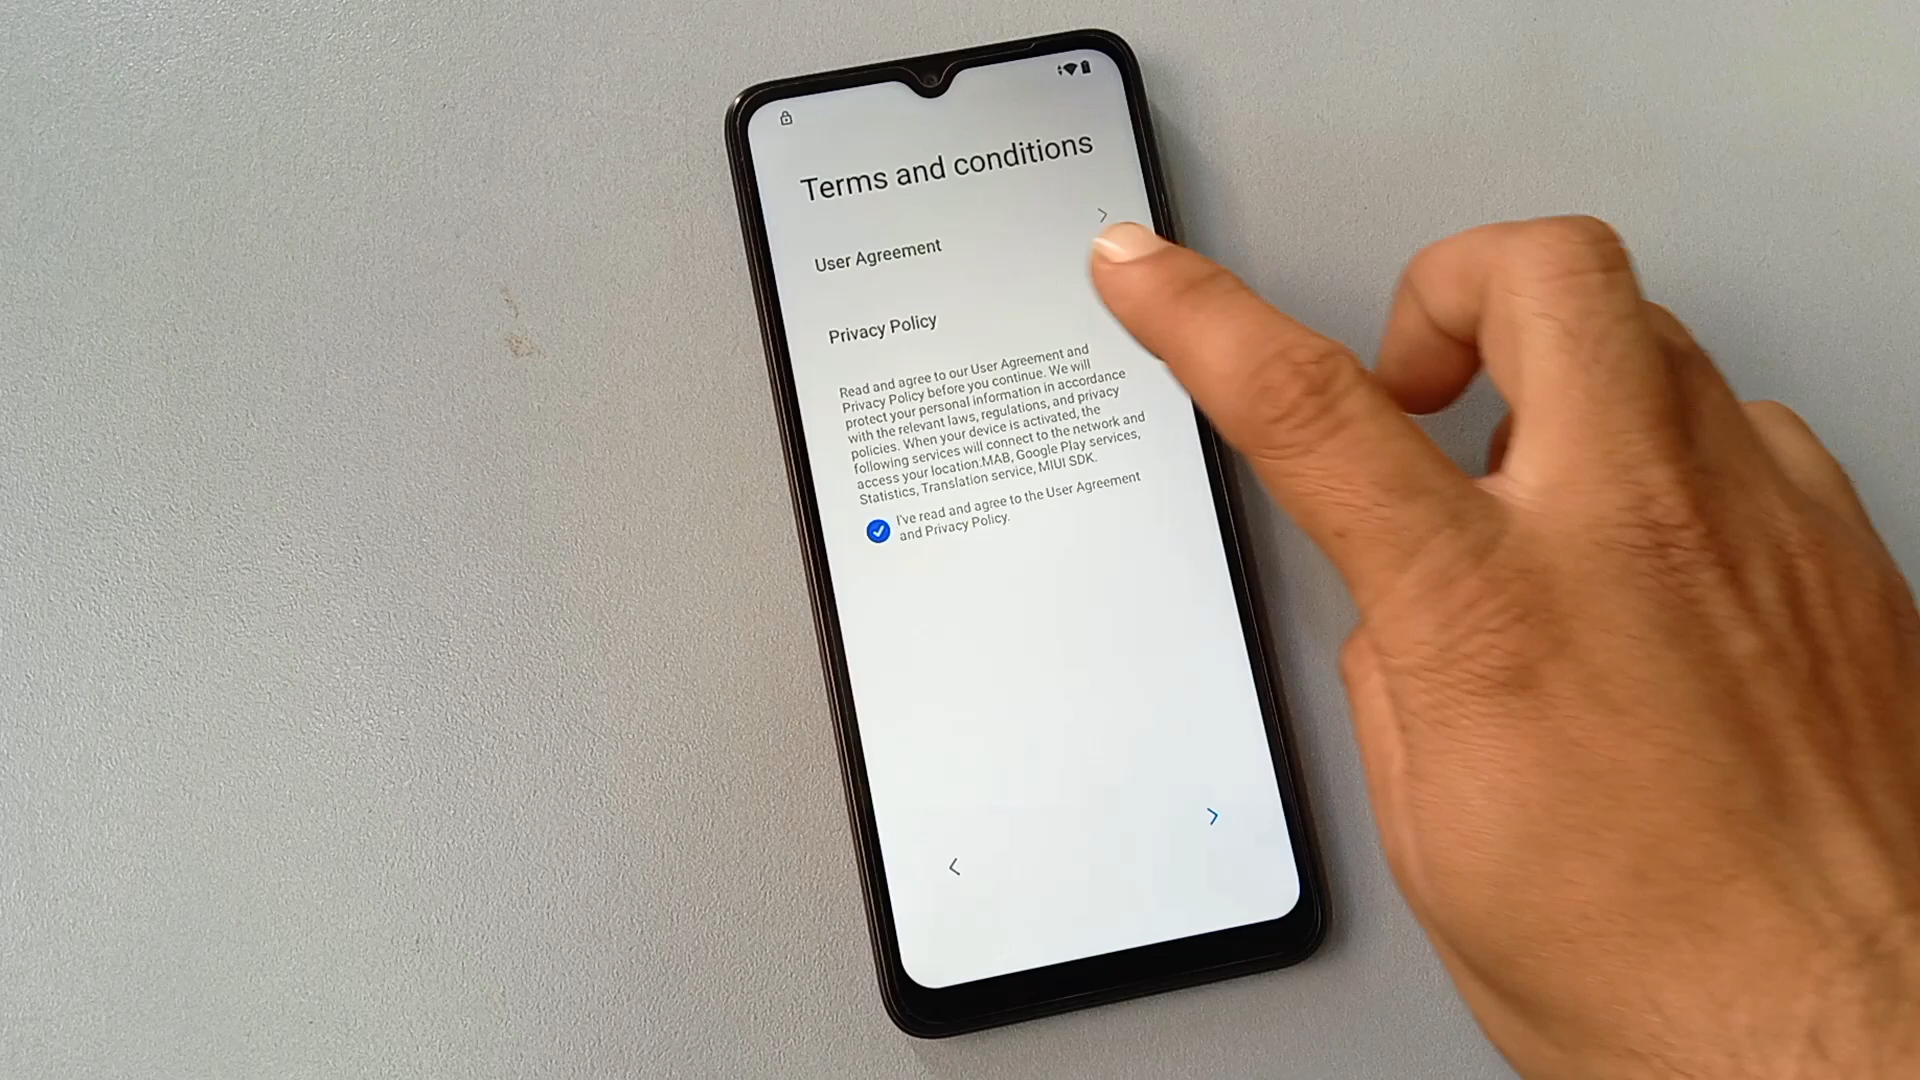 Terms and conditions
User Agreement
Privacy Policy
Read and agree to our User Agreement and
Privacy Policy before you continue. We will
protect your personal information in accordance
with the relevant laws, regulations, and privacy
policies. When your device is activated, the
following services will connect to the network and
access your location:MAB, Google Play services,
Statistics, Translation service, MIUI SDK.
I've read and agree to the User Agreement
and Privacy Policy.